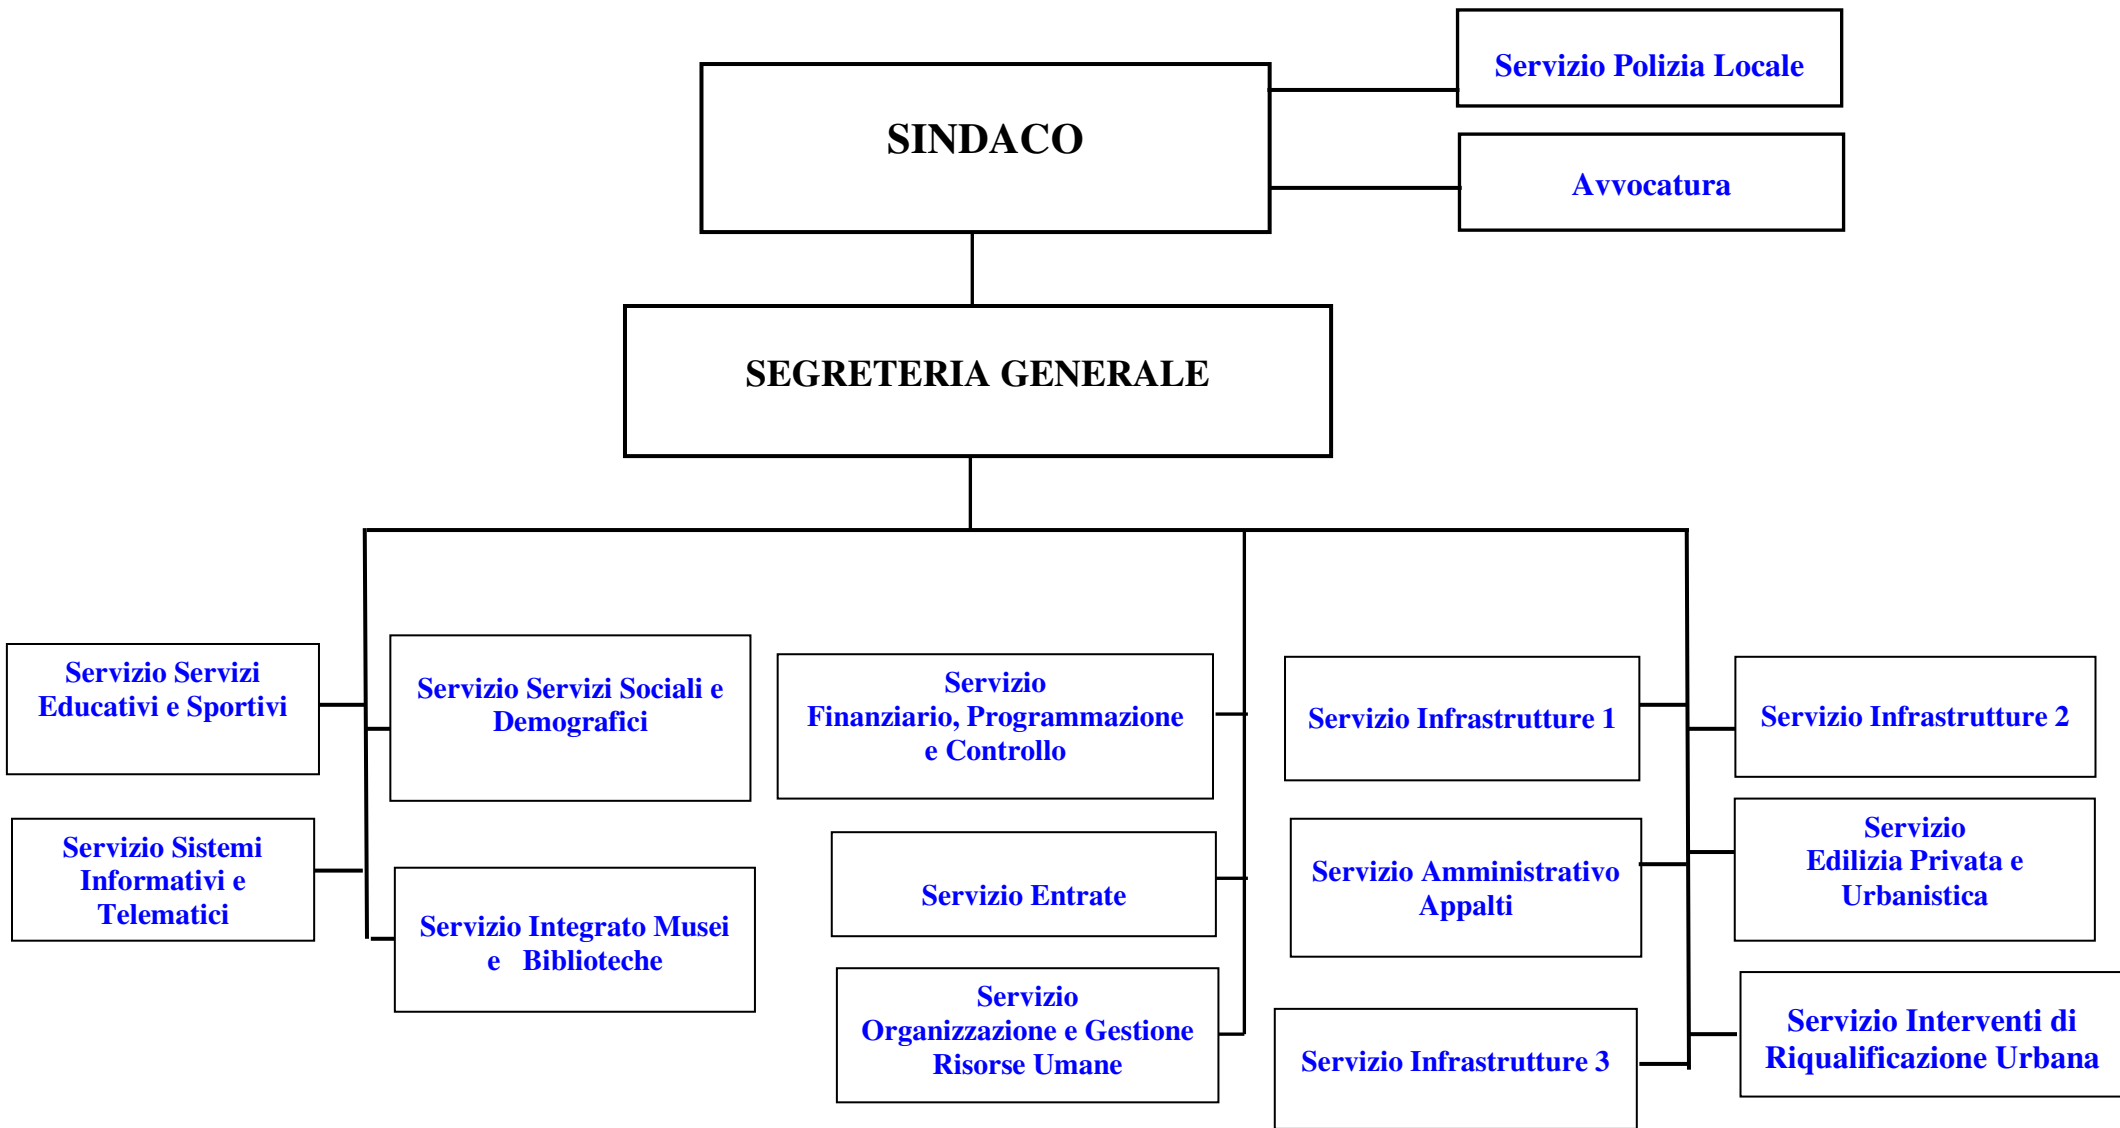 Servizio Polizia Locale
SINDACO
Avvocatura
SEGRETERIA GENERALE
Servizio Servizi
Educativi e Sportivi
Servizio Servizi Sociali e
Demografici
Servizio
Finanziario, Programmazione
e Controllo
Servizio Infrastrutture 1
Servizio Infrastrutture 2
Servizio Sistemi
Informativi e
Telematici
Servizio Integrato Musei
e Biblioteche
Servizio Entrate
Servizio Amministrativo
Appalti
Servizio
Edilizia Privata e
Urbanistica
Servizio
Organizzazione e Gestione
Risorse Umane
Servizio Infrastrutture 3
Servizio Interventi di
Riqualificazione Urbana